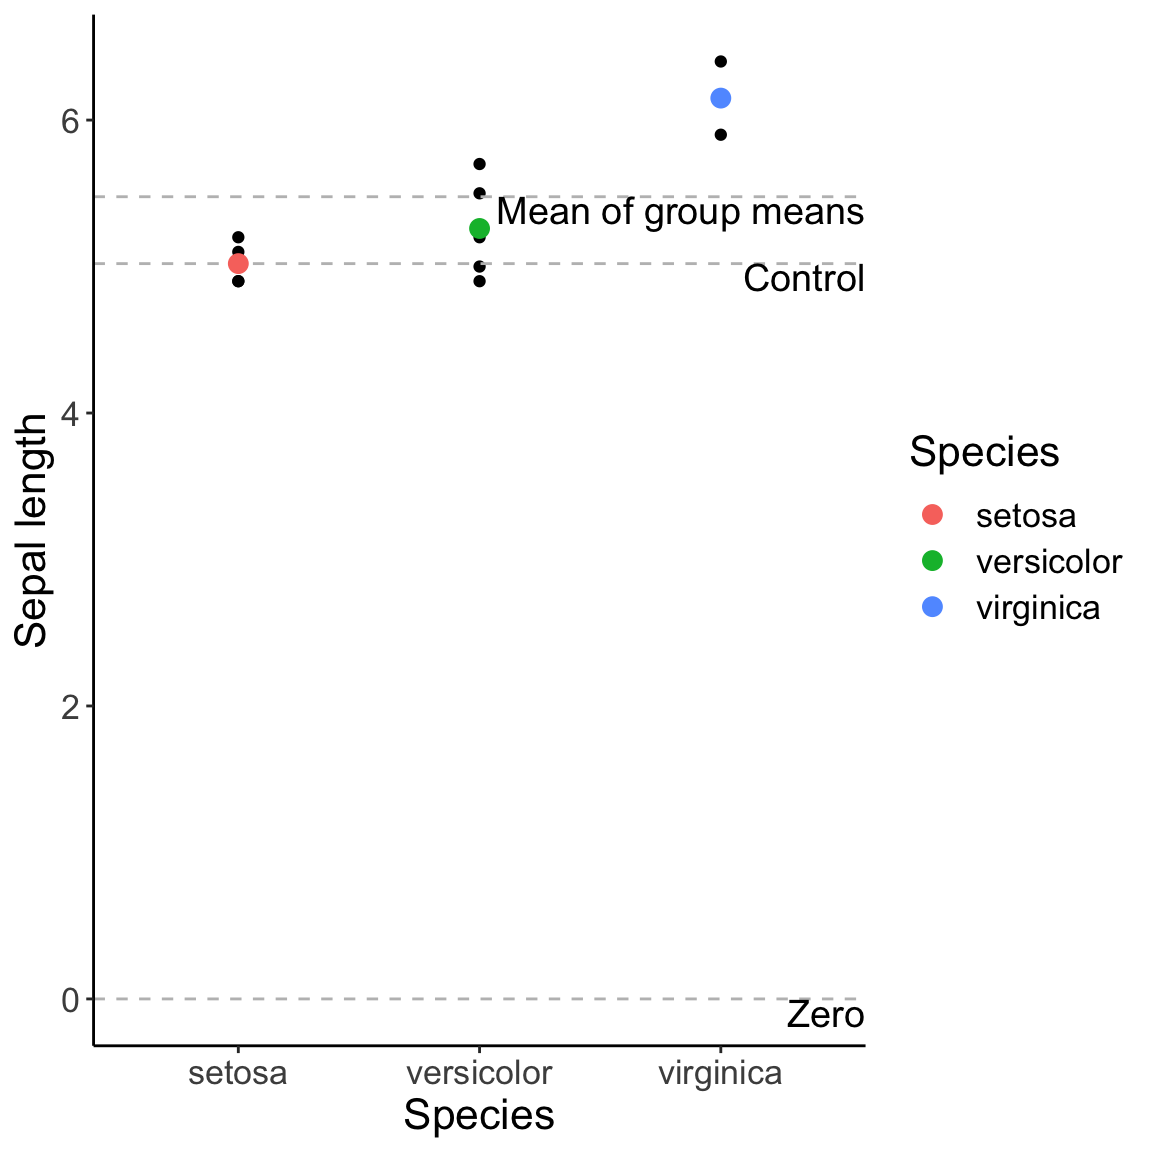 6
Mean of group means
Control
4
2
0
Zero
Sepal length
setosa
versicolor
virginica
Species
Species
setosa
versicolor
virginica